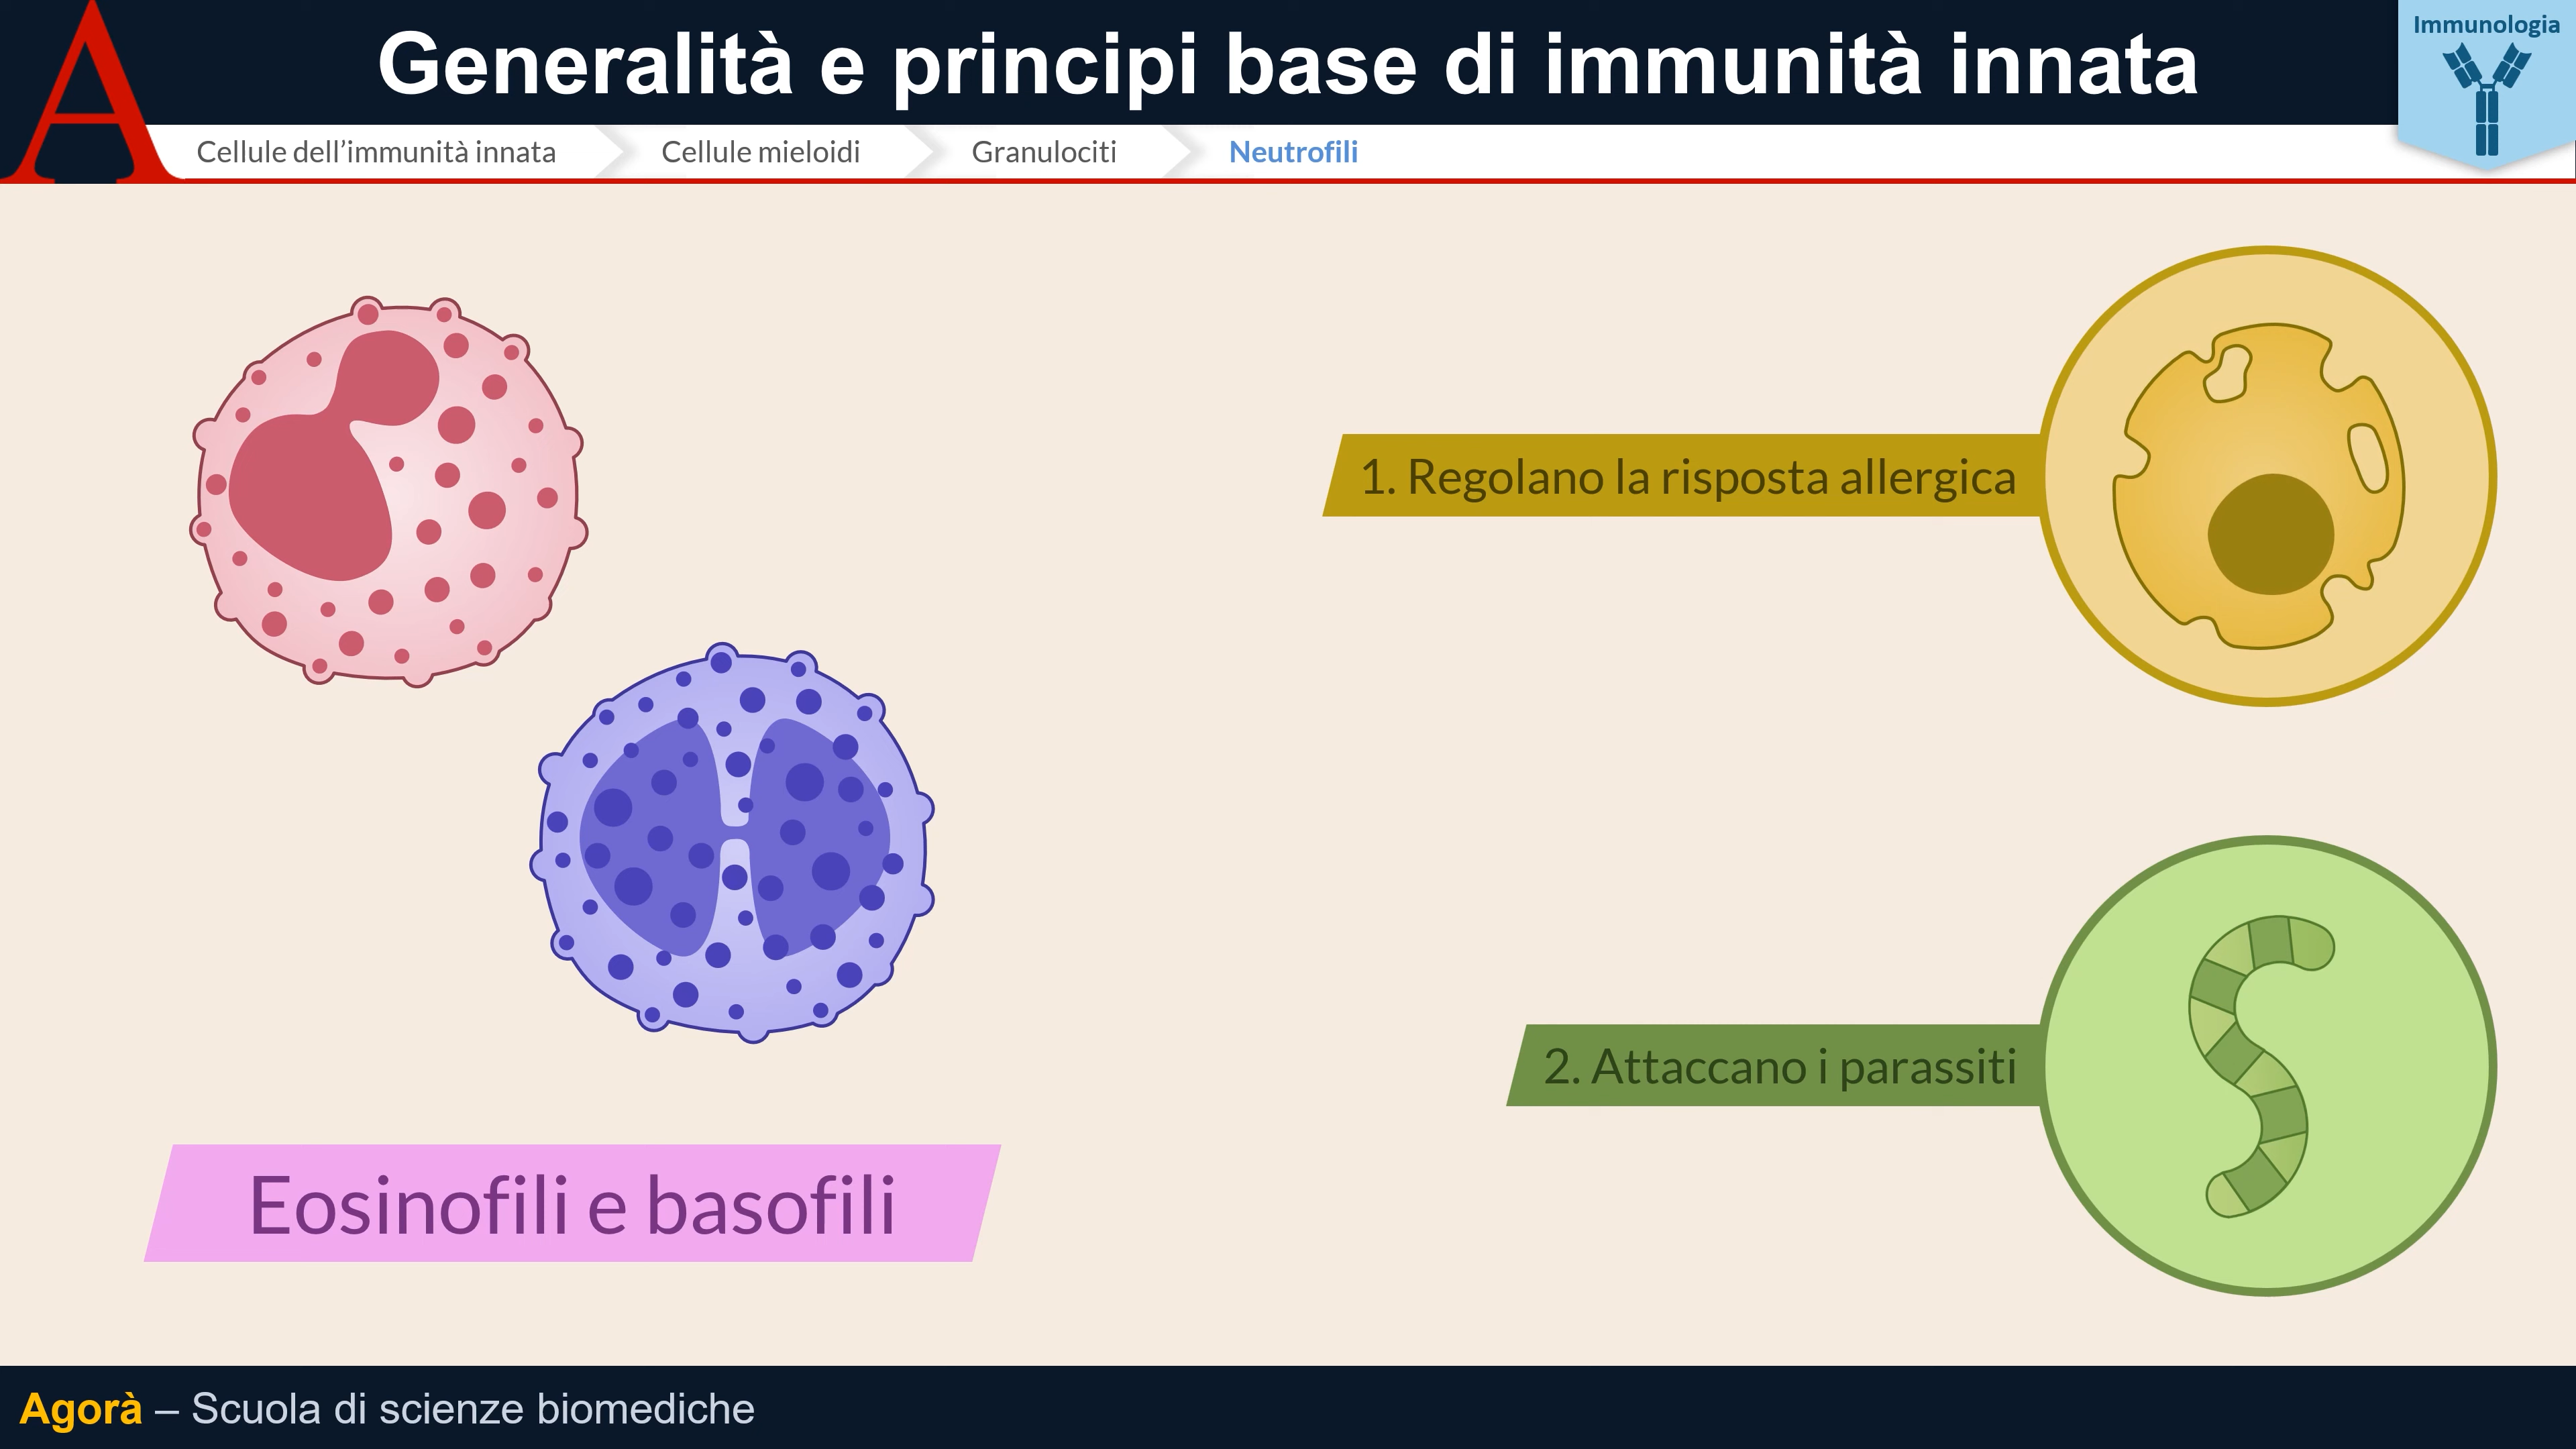 Generalità e principi base di immunità innata
Immunologia
A
Cellule dell’immunità innata
Cellule mieloidi
Granulociti
Neutrofili
1. Regolano la risposta allergica
2. Attaccano i parassiti
Eosinofili e basofili
Agorà – Scuola di scienze biomediche